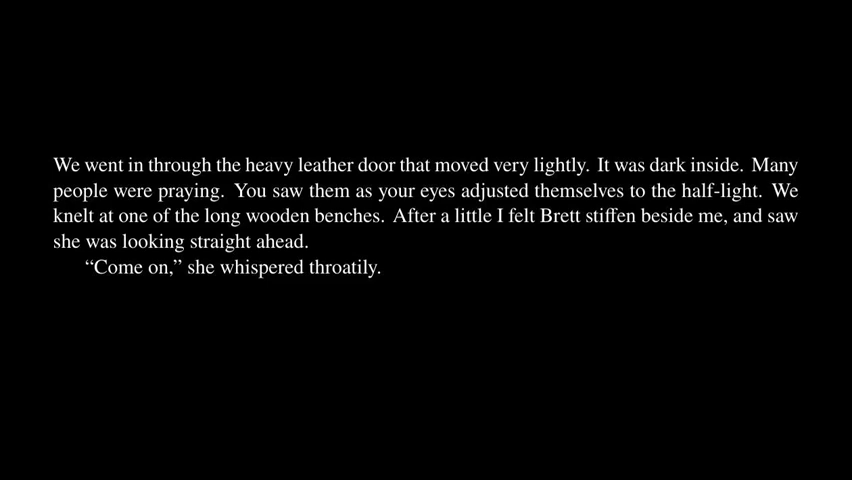 We went in through the heavy leather door that moved very lightly. It was dark inside. Many
people were praying. You saw them as your eyes adjusted themselves to the half-light. We
knelt at one of the long wooden benches. After a little I felt Brett stiffen beside me, and saw
she was looking straight ahead.
“Come on,” she whispered throatily.